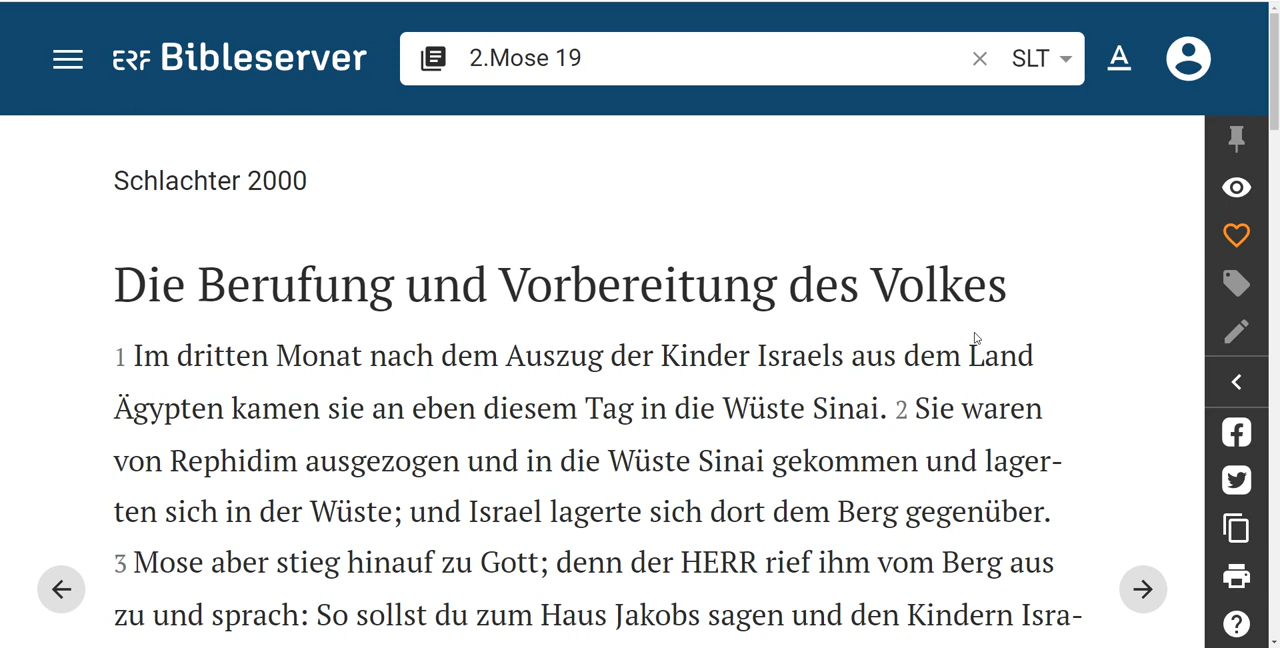 ERF Bibleserver
2.Mose 19
SLT
A
Schlachter 2000
Die Berufung und Vorbereitung des Volkes
1 Im dritten Monat nach dem Auszug der Kinder Israels aus dem Land
Ägypten kamen sie an eben diesem Tag in die Wüste Sinai. 2 Sie waren
von Rephidim ausgezogen und in die Wüste Sinai gekommen und lager-
ten sich in der Wüste; und Israel lagerte sich dort dem Berg gegenüber.
3 Mose aber stieg hinauf zu Gott; denn der HERR rief ihm vom Berg aus
zu und sprach: So sollst du zum Haus Jakobs sagen und den Kindern Isra-